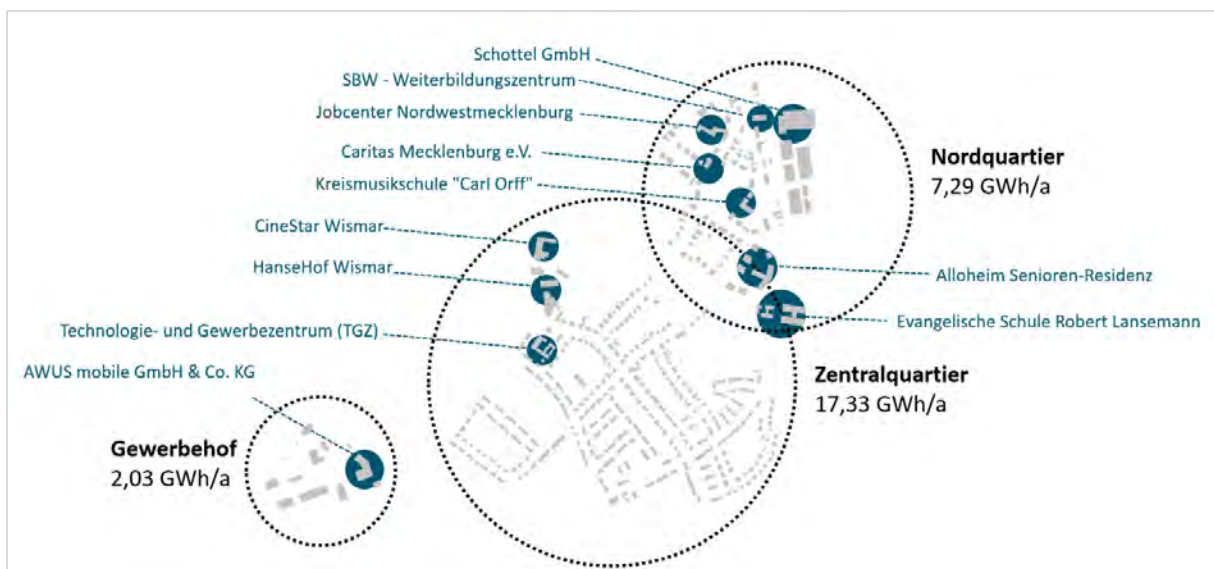 Schottel GmbH
SBW - Weiterbildungszentrum
Jobcenter Nordwestmecklenburg
Caritas Mecklenburg e.V.
Kreismusikschule "Carl Orff"
CineStar Wismar
HanseHof Wismar
Technologie- und Gewerbezentrum (TGZ)
AWUS mobile GmbH & Co. KG
Nordquartier
7,29 GWh/a
Alloheim Senioren-Residenz
Evangelische Schule Robert Lansemann
Zentralquartier
17,33 GWh/a
Gewerbehof
2,03 GWh/a